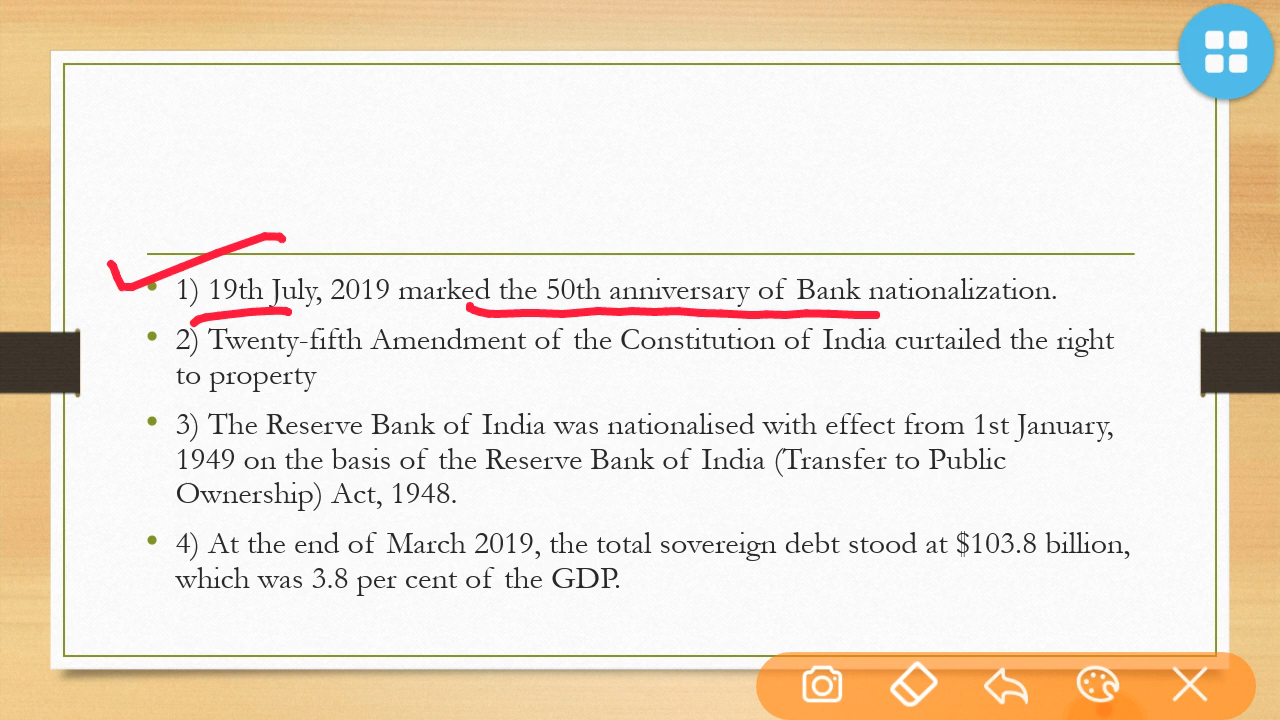 1) 19th July, 2019 marked the 50th anniversary of Bank nationalization.
2) Twenty-fifth Amendment of the Constitution of India curtailed the right
to property
3) The Reserve Bank of India was nationalised with effect from 1st January,
1949 on the basis of the Reserve Bank of India (Transfer to Public
Ownership) Act, 1948.
4) At the end of March 2019, the total sovereign debt stood at $103.8 billion,
which was 3.8 per cent of the GDP.